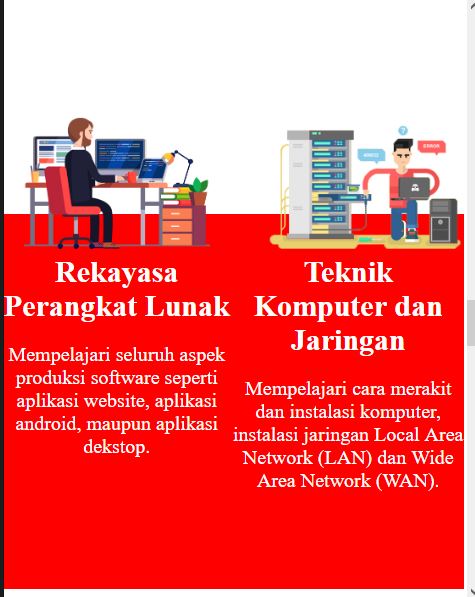 Rekayasa
Perangkat Lunak
Mempelajari seluruh aspek
produksi software seperti
aplikasi website, aplikasi
android, maupun aplikasi
dekstop.
ERROR
Teknik
Komputer dan
Jaringan
Mempelajari cara merakit
dan instalasi komputer,
instalasi jaringan Local Area
Network (LAN) dan Wide
Area Network (WAN).